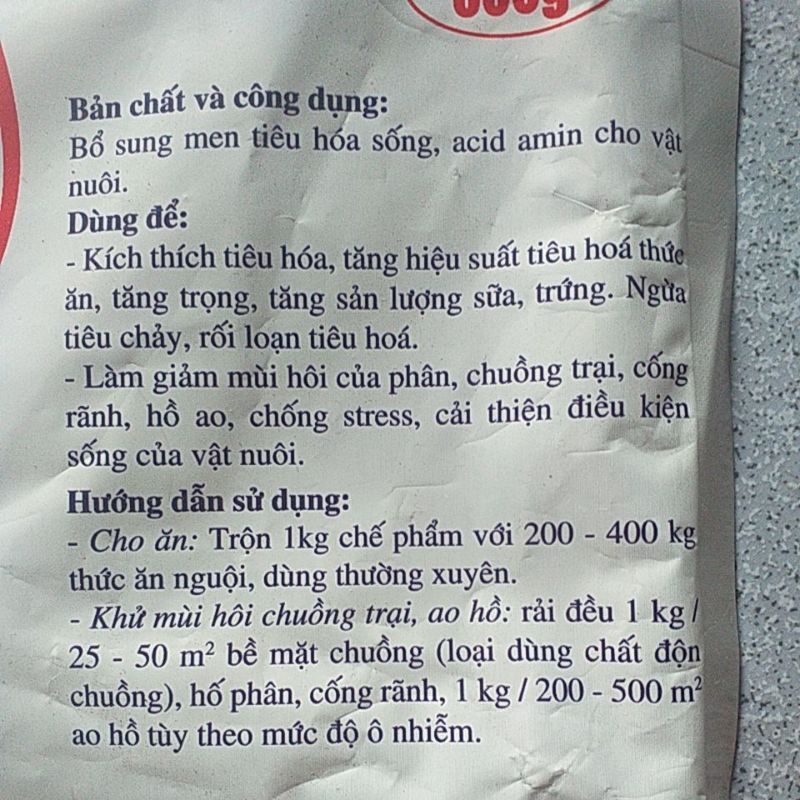 Bản chất và công dụng:
Bổ sung men tiêu hóa sống, acid amin cho vật
nuôi.
Dùng để:
- Kích thích tiêu hóa, tăng hiệu suất tiêu hoá thức
ăn, tăng trọng, tăng sản lượng sữa, trứng. Ngừa
tiêu chảy, rối loạn tiêu hoá.
- Làm giảm mùi hôi của phân, chuồng trại, cống
rãnh, hồ ao, chống stress, cải thiện điều kiện
sống của vật nuôi.
Hướng dẫn sử dụng:
- Cho ăn: Trộn 1kg chế phẩm với 200 - 400 kg
thức ăn nguội, dùng thường xuyên.
- Khử mùi hôi chuồng trại, ao hồ: rải đều 1 kg /
25 - 50 m² bề mặt chuồng (loại dùng chất độn
chuồng), hố phân, cống rãnh, 1 kg / 200 - 500 m²
ao hồ tùy theo mức độ ô nhiễm.